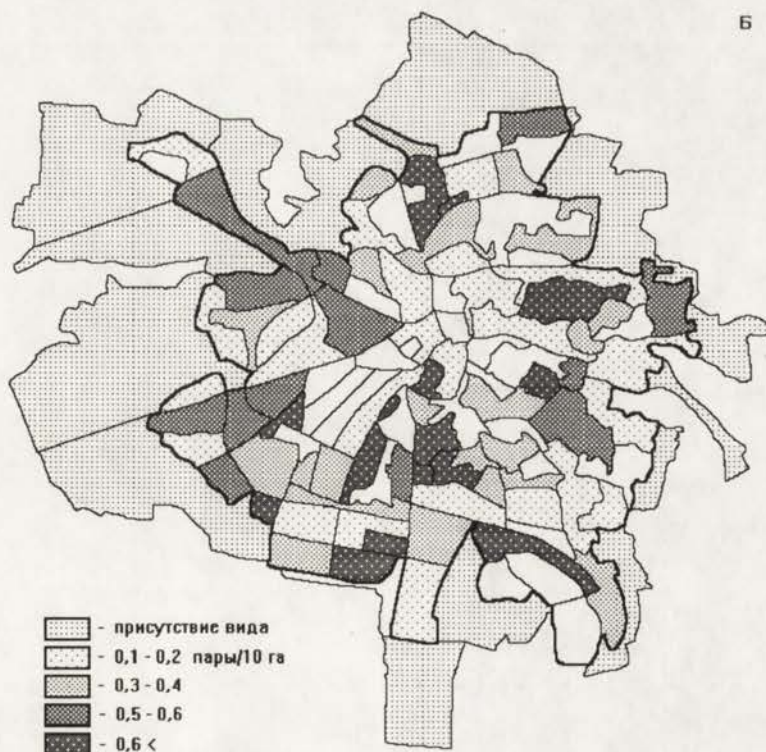 Б
- присутствие вида
- 0,1 - 0,2 пары/10 га
- 0,3 - 0,4
- 0,5 - 0,6
- 0,6 <